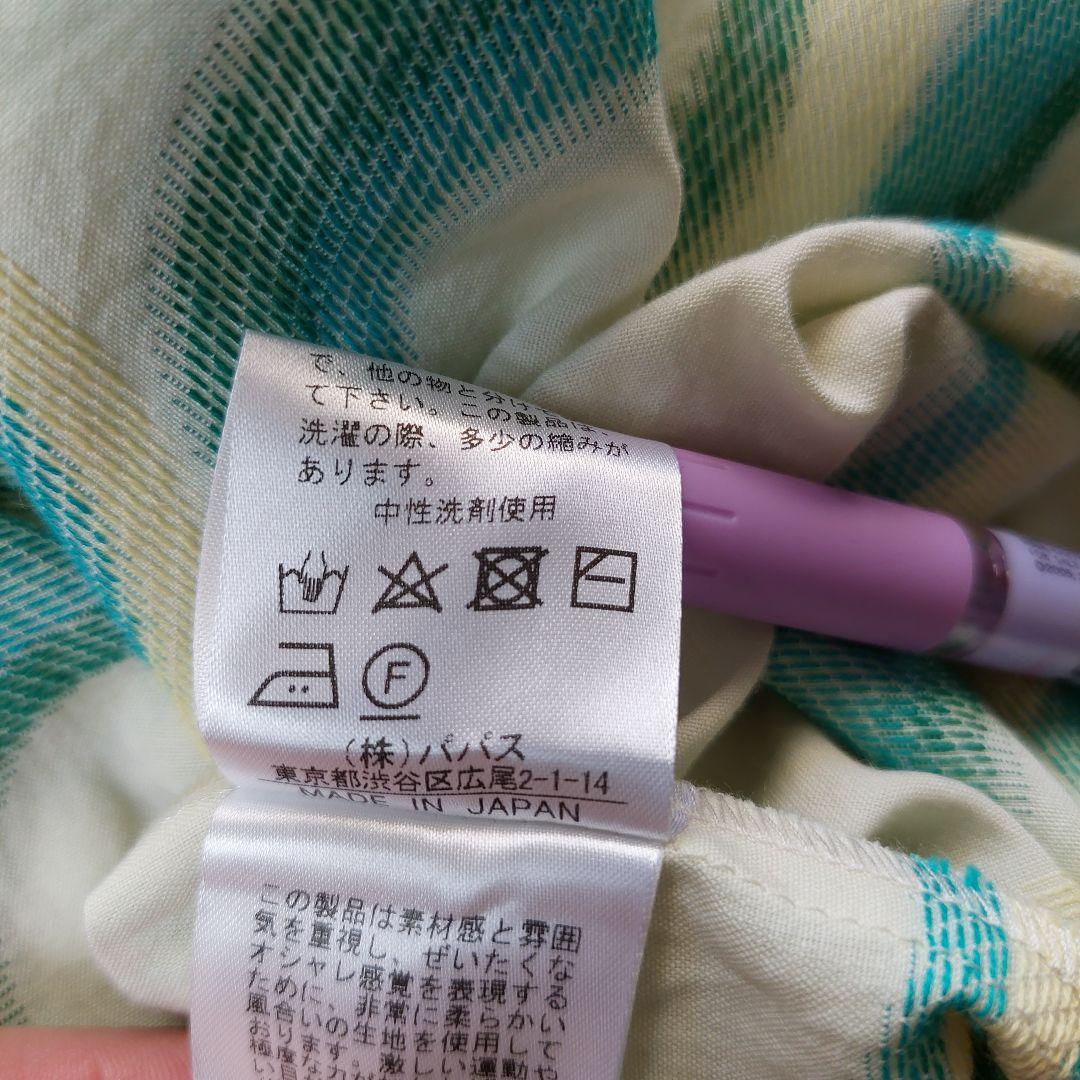 で、他の物と分け
て下さい。この製品は、
洗濯の際、多少の縮みが
あります。
中性洗剤使用
F
(株)パパス
東京都渋谷区広尾2-1-14
MADE IN JAPAN
この製品は素材感と雰囲
気を重視し、ぜいたくな
オシャレ感覚を表現する
ために、非常に柔らかい
風合いの生地を使用して
おります。激しい運動や